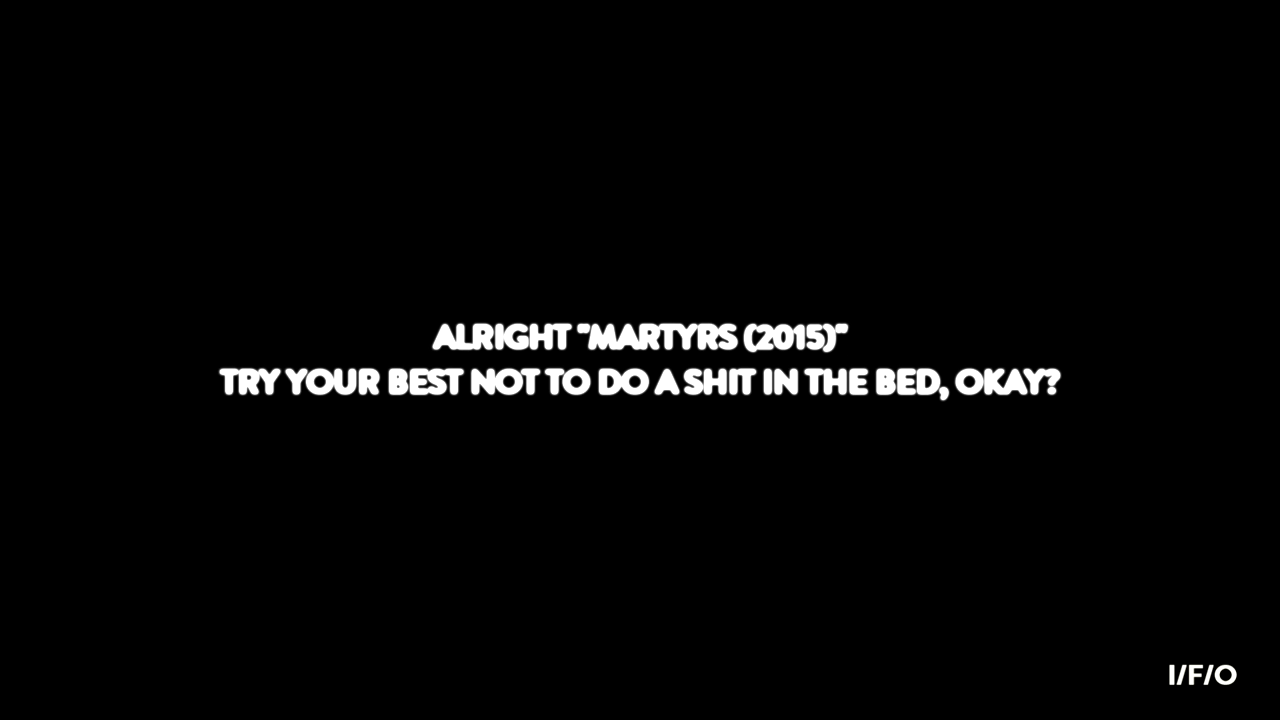 ALRIGHT "MARTYRS (2015)"
TRY YOUR BEST NOT TO DO A SHIT IN THE BED, OKAY?
I/F/O